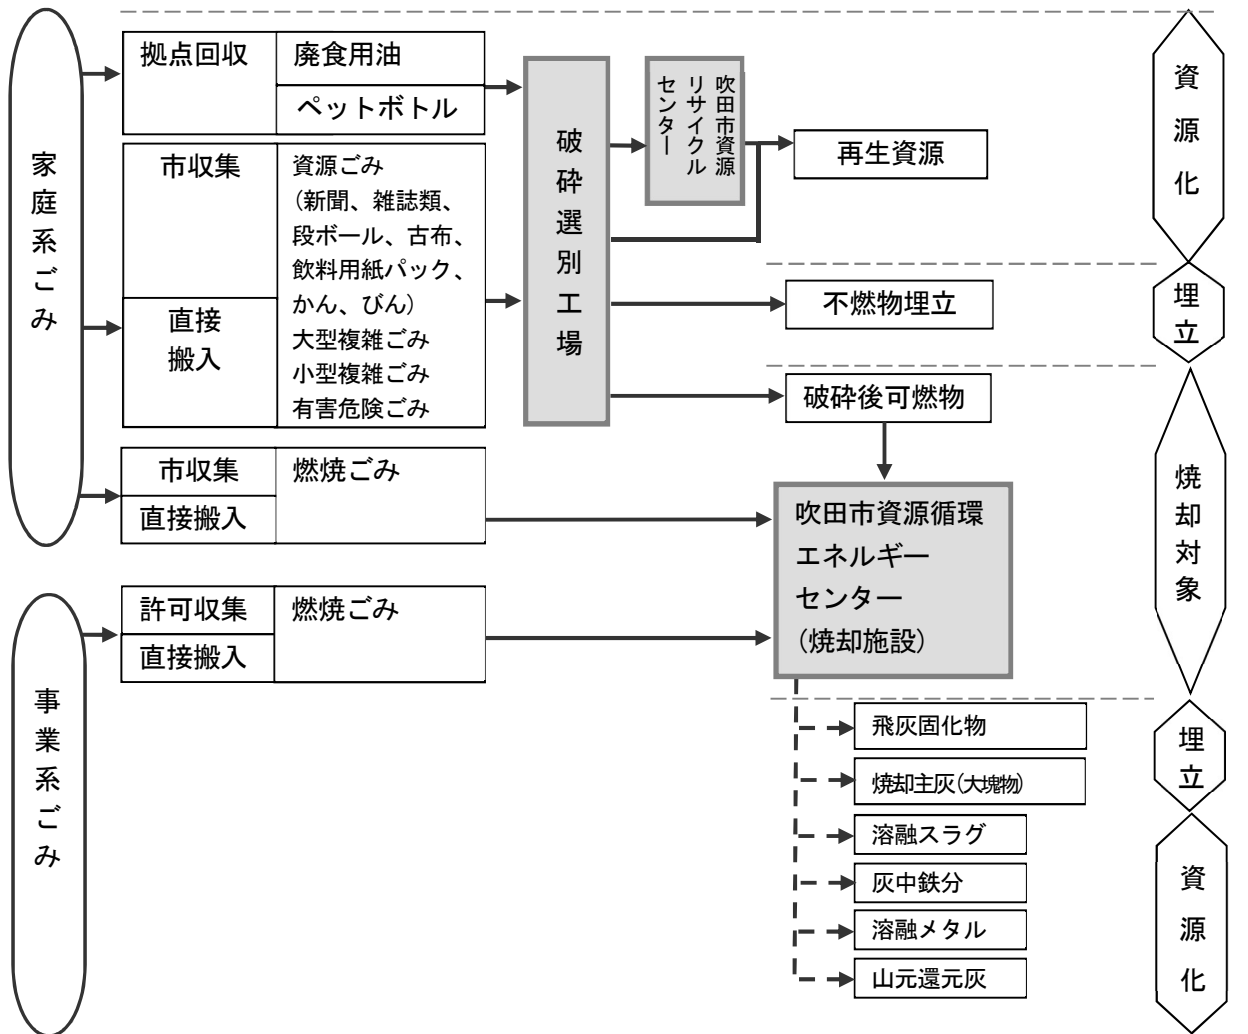 家庭系ごみ
拠点回収
廃食用油
ペットボトル
市収集
直接
搬入
資源ごみ
(新聞、雑誌類、
段ボール、古布、
飲料用紙パック、
かん、びん)
大型複雑ごみ
小型複雑ごみ
有害危険ごみ
市収集
直接搬入
燃焼ごみ
破砕選別工場
吹田市資源
リサイクル
センター
再生資源
不燃物埋立
破砕後可燃物
吹田市資源循環
エネルギー
センター
(焼却施設)
事業系ごみ
許可収集
直接搬入
燃焼ごみ
飛灰固化物
焼却主灰(大塊物)
溶融スラグ
灰中鉄分
溶融メタル
山元還元灰
資源化
埋立
焼却対象
埋立
資源化